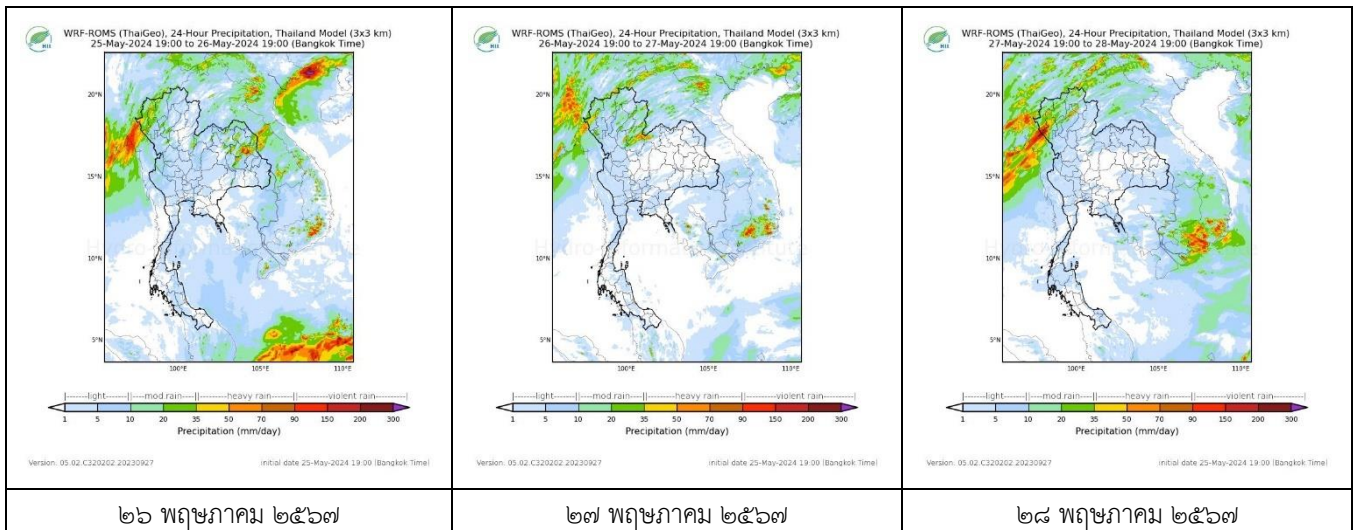 WRF-ROMS (ThaiGeo), 24-Hour Precipitation, Thailand Model (3x3 km)
25-May-2024 19:00 to 26-May-2024 19:00 (Bangkok Time)
HII
20°N
15°N
10°N
5°N
100°E 105°E 110°E
light mod rain heavy rain violent rain
1 5 10 20 35 50 70 90 150 200 300
Precipitation (mm/day)
Version: 05.02.C320202.20230927 initial date 25-May-2024 19:00 (Bangkok Time)
๒๖ พฤษภาคม ๒๕๖๗
WRF-ROMS (ThaiGeo), 24-Hour Precipitation, Thailand Model (3x3 km)
26-May-2024 19:00 to 27-May-2024 19:00 (Bangkok Time)
HII
20°N
15°N
10°N
5°N
100°E 105°E 110°E
light mod rain heavy rain violent rain
1 5 10 20 35 50 70 90 150 200 300
Precipitation (mm/day)
Version: 05.02.C320202.20230927 initial date 25-May-2024 19:00 (Bangkok Time)
๒๗ พฤษภาคม ๒๕๖๗
WRF-ROMS (ThaiGeo), 24-Hour Precipitation, Thailand Model (3x3 km)
27-May-2024 19:00 to 28-May-2024 19:00 (Bangkok Time)
HII
20°N
15°N
10°N
5°N
100°E 105°E 110°E
light mod rain heavy rain violent rain
1 5 10 20 35 50 70 90 150 200 300
Precipitation (mm/day)
Version: 05.02.C320202.20230927 initial date 25-May-2024 19:00 (Bangkok Time)
๒๘ พฤษภาคม ๒๕๖๗